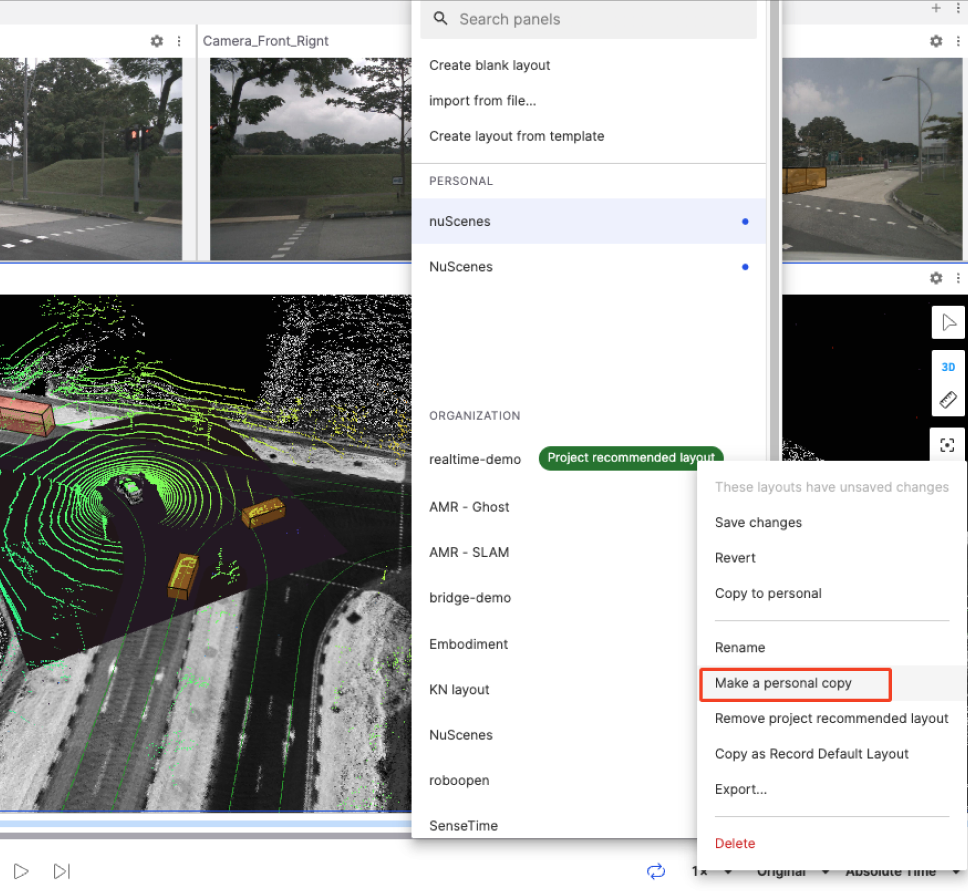 Camera_Front_Rignt
Search panels
Create blank layout
import from file...
Create layout from template
PERSONAL
nuScenes
NuScenes
3D
ORGANIZATION
realtime-demo
Project recommended layout
AMR - Ghost
AMR - SLAM
bridge-demo
Embodiment
KN layout
NuScenes
roboopen
SenseTime
These layouts have unsaved changes
Save changes
Revert
Copy to personal
Rename
Make a personal copy
Remove project recommended layout
Copy as Record Default Layout
Export...
Delete
1×
Original
Absolute Time